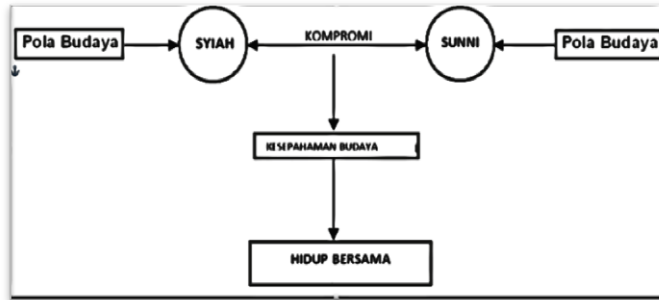 Pola Budaya
SYIAH
KOMPROMI
SUNNI
Pola Budaya
KESEPAHAMAN BUDAYA
HIDUP BERSAMA